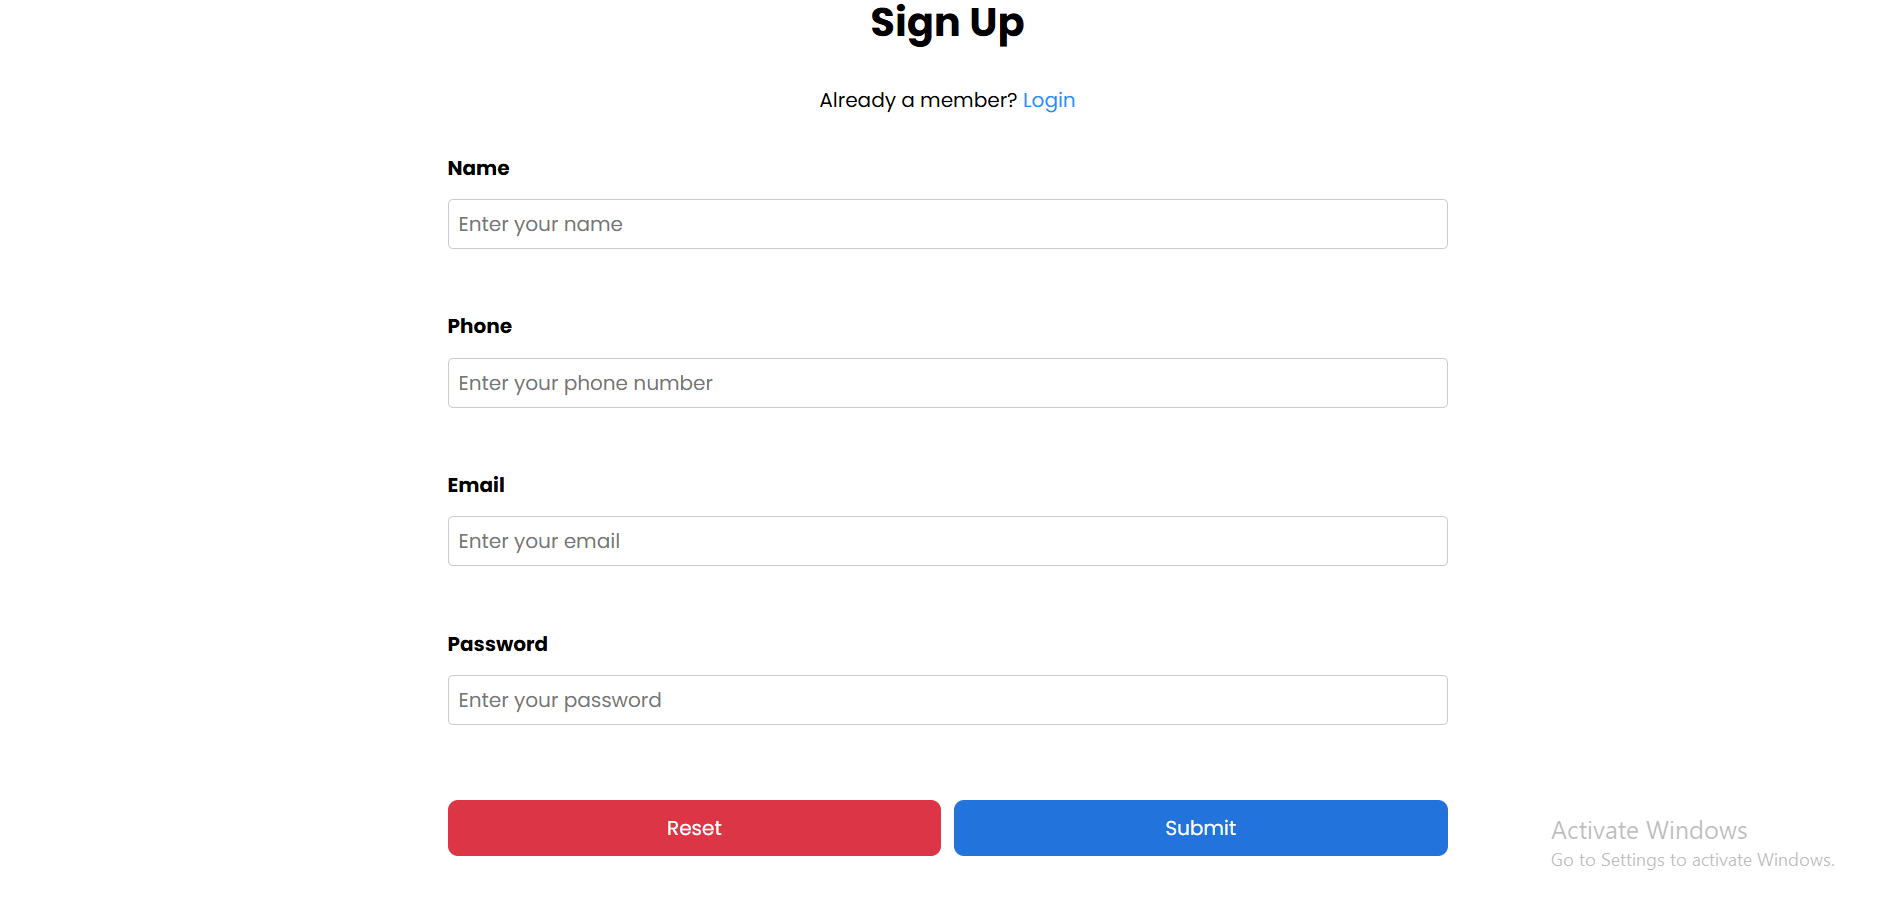 Sign Up
Already a member? Login
Name
Enter your name
Phone
Enter your phone number
Email
Enter your email
Password
Enter your password
Reset Submit
Activate Windows
Go to Settings to activate Windows.